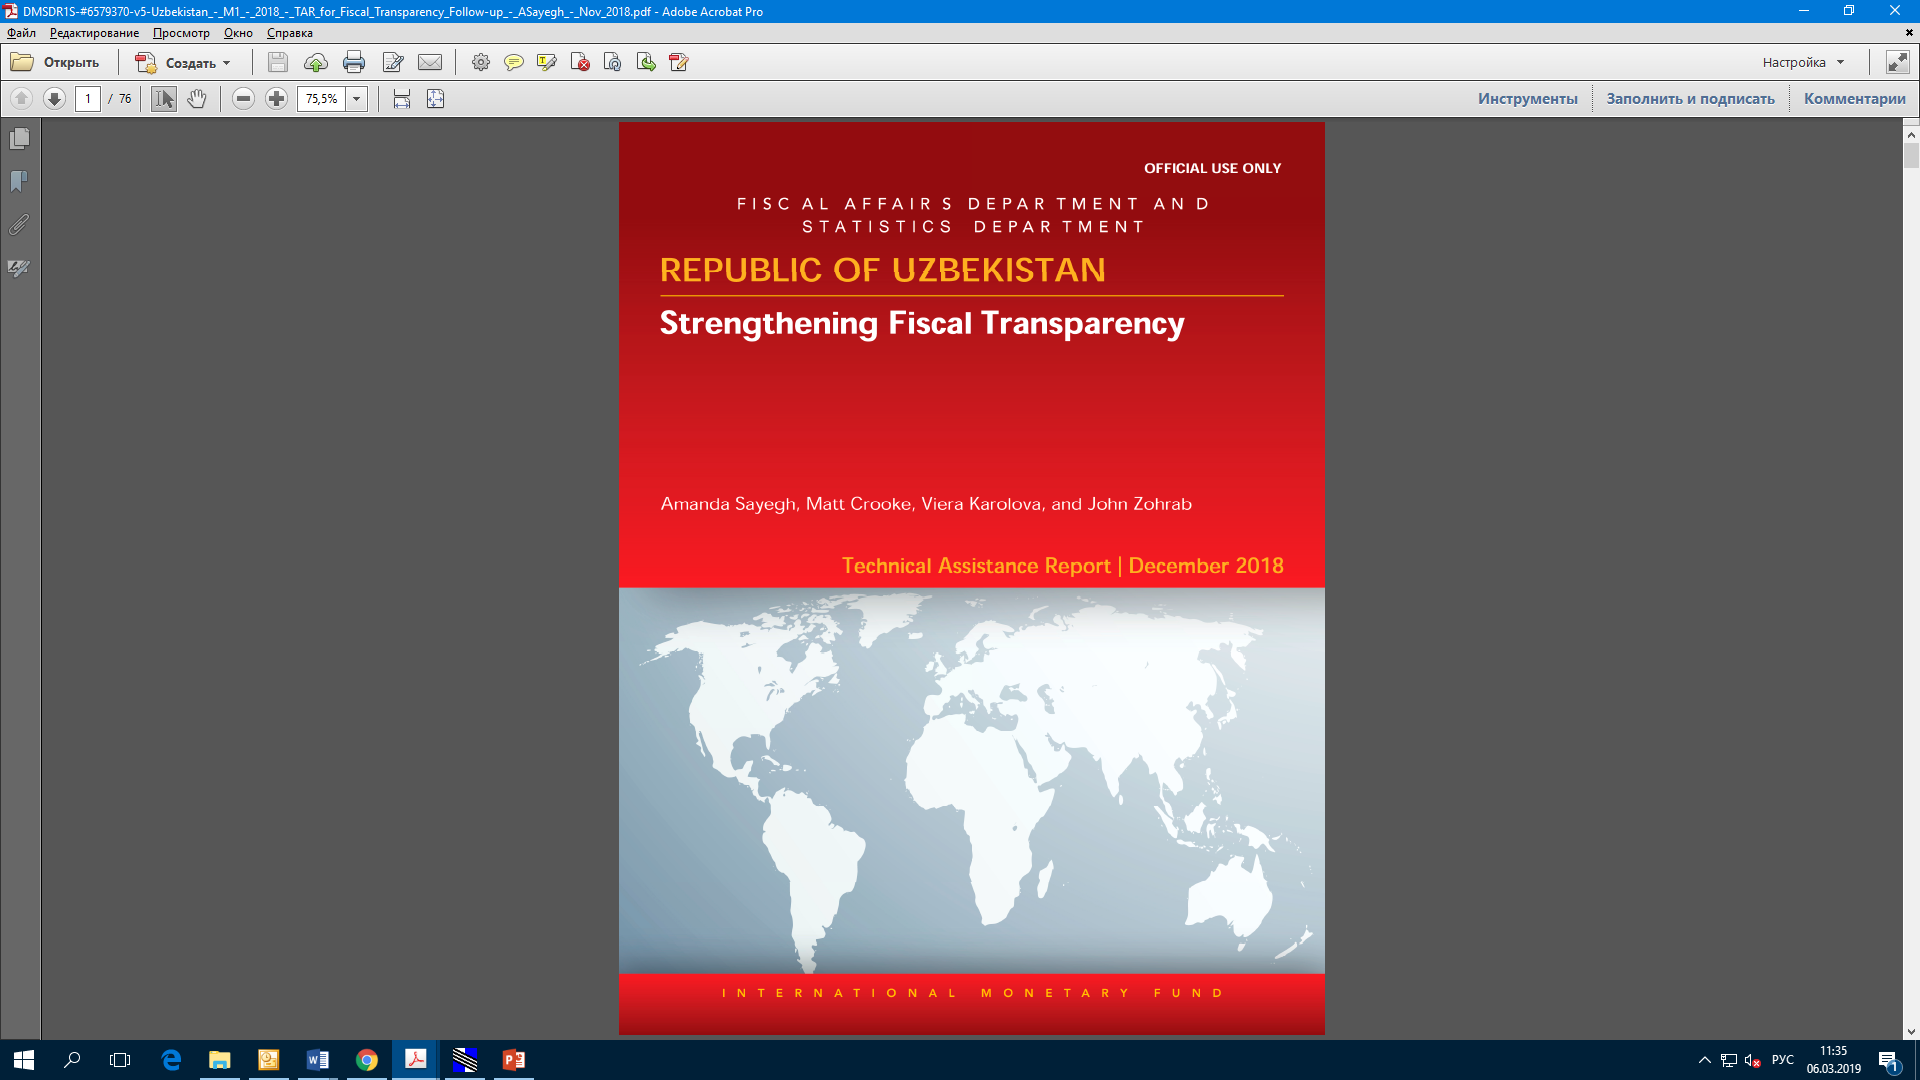 DMSDR1S-#6579370-v5-Uzbekistan_-_M1_-_2018_-_TAR_for_Fiscal_Transparency_Follow-up_-_ASayegh_-_Nov_2018.pdf - Adobe Acrobat Pro
Файл Редактирование Просмотр Окно Справка
Открыть Создать Настройка
1 / 76 75,5% Инструменты Заполнить и подписать Комментарии
OFFICIAL USE ONLY
FISCAL AFFAIRS DEPARTMENT AND
STATISTICS DEPARTMENT
REPUBLIC OF UZBEKISTAN
Strengthening Fiscal Transparency
Amanda Sayegh, Matt Crooke, Viera Karolova, and John Zohrab
Technical Assistance Report | December 2018
INTERNATIONAL MONETARY FUND
РУС 11:35
06.03.2019 1